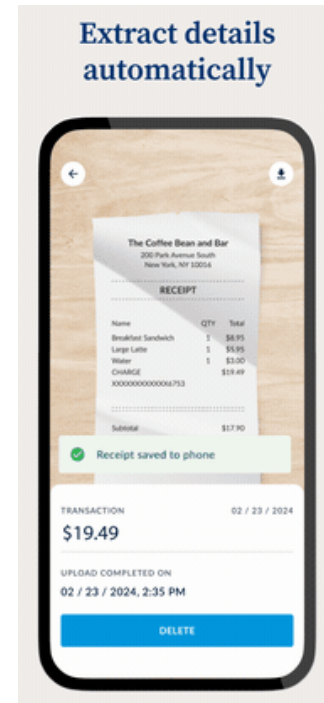 Extract details
automatically
The Coffee Bean and Bar
200 Park Avenue South
New York, NY 10016
RECEIPT
Name QTY Total
Breakfast Sandwich 1 $8.95
Large Latte 1 $5.95
Water 1 $3.00
CHARGE $19.49
XXXXXXXXXXXX6753
Subtotal $17.90
Receipt saved to phone
TRANSACTION 02 / 23 / 2024
$19.49
UPLOAD COMPLETED ON
02 / 23 / 2024, 2:35 PM
DELETE